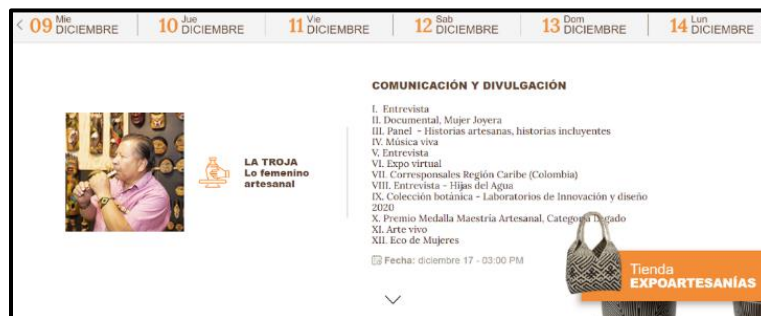 09 Mie DICIEMBRE
10 Jue DICIEMBRE
11 Vie DICIEMBRE
12 Sab DICIEMBRE
13 Dom DICIEMBRE
14 Lun DICIEMBRE
LA TROJA
Lo femenino
artesanal
COMUNICACIÓN Y DIVULGACIÓN
I. Entrevista
II. Documental, Mujer Joyera
III. Panel - Historias artesanas, historias incluyentes
IV. Música viva
V. Entrevista
VI. Expo virtual
VII. Corresponsales Región Caribe (Colombia)
VIII. Entrevista - Hijas del Agua
IX. Colección botánica - Laboratorios de Innovación y diseño
2020
X. Premio Medalla Maestría Artesanal, Categoría
XI. Arte vivo
XII. Eco de Mujeres
Fecha: diciembre 17 - 03:00 PM
Tienda
EXPOARTESANÍAS